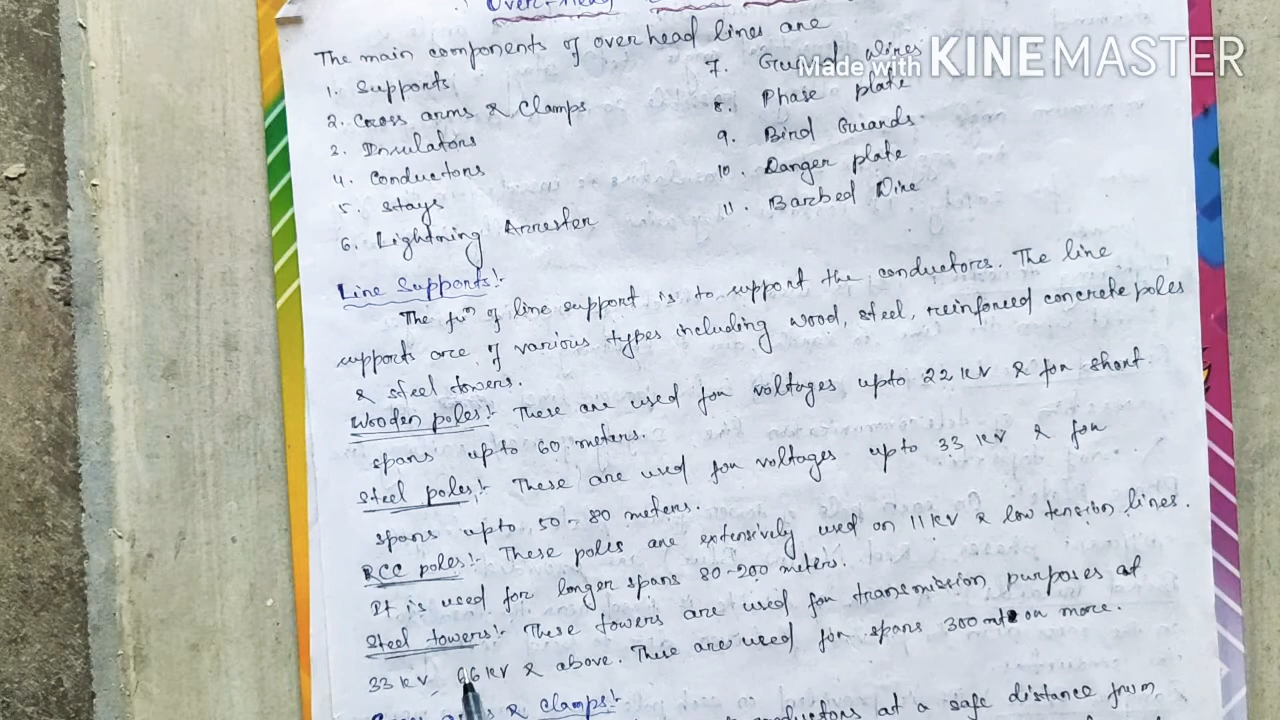 Over-Head
The main components of overhead lines are
1. Supports
2. Cross arms & Clamps
3. Insulators
4. Conductors
5. Stays
6. Lightning Arrester
7. Guard wires
8. Phase plate
9. Bird Guards.
10. Danger plate
11. Barbed Wire
Made with KINEMASTER
Line Supports:-
The fun of line support is to support the conductors. The line
supports are of various types including wood, steel, reinforced concrete poles
& steel towers.
Wooden poles:- These are used for voltages upto 22 KV & for short
spans upto 60 meters.
Steel poles:- These are used for voltages upto 33 KV & for
spans upto 50-80 meters.
RCC poles:- These poles are extensively used on 11 KV & low tension lines.
It is used for longer spans 80-200 meters.
Steel towers:- These towers are used for transmission purposes at
33 KV, 66 KV & above. These are used for spans 300 mt or more.
& Clamps:-
conductors at a safe distance from